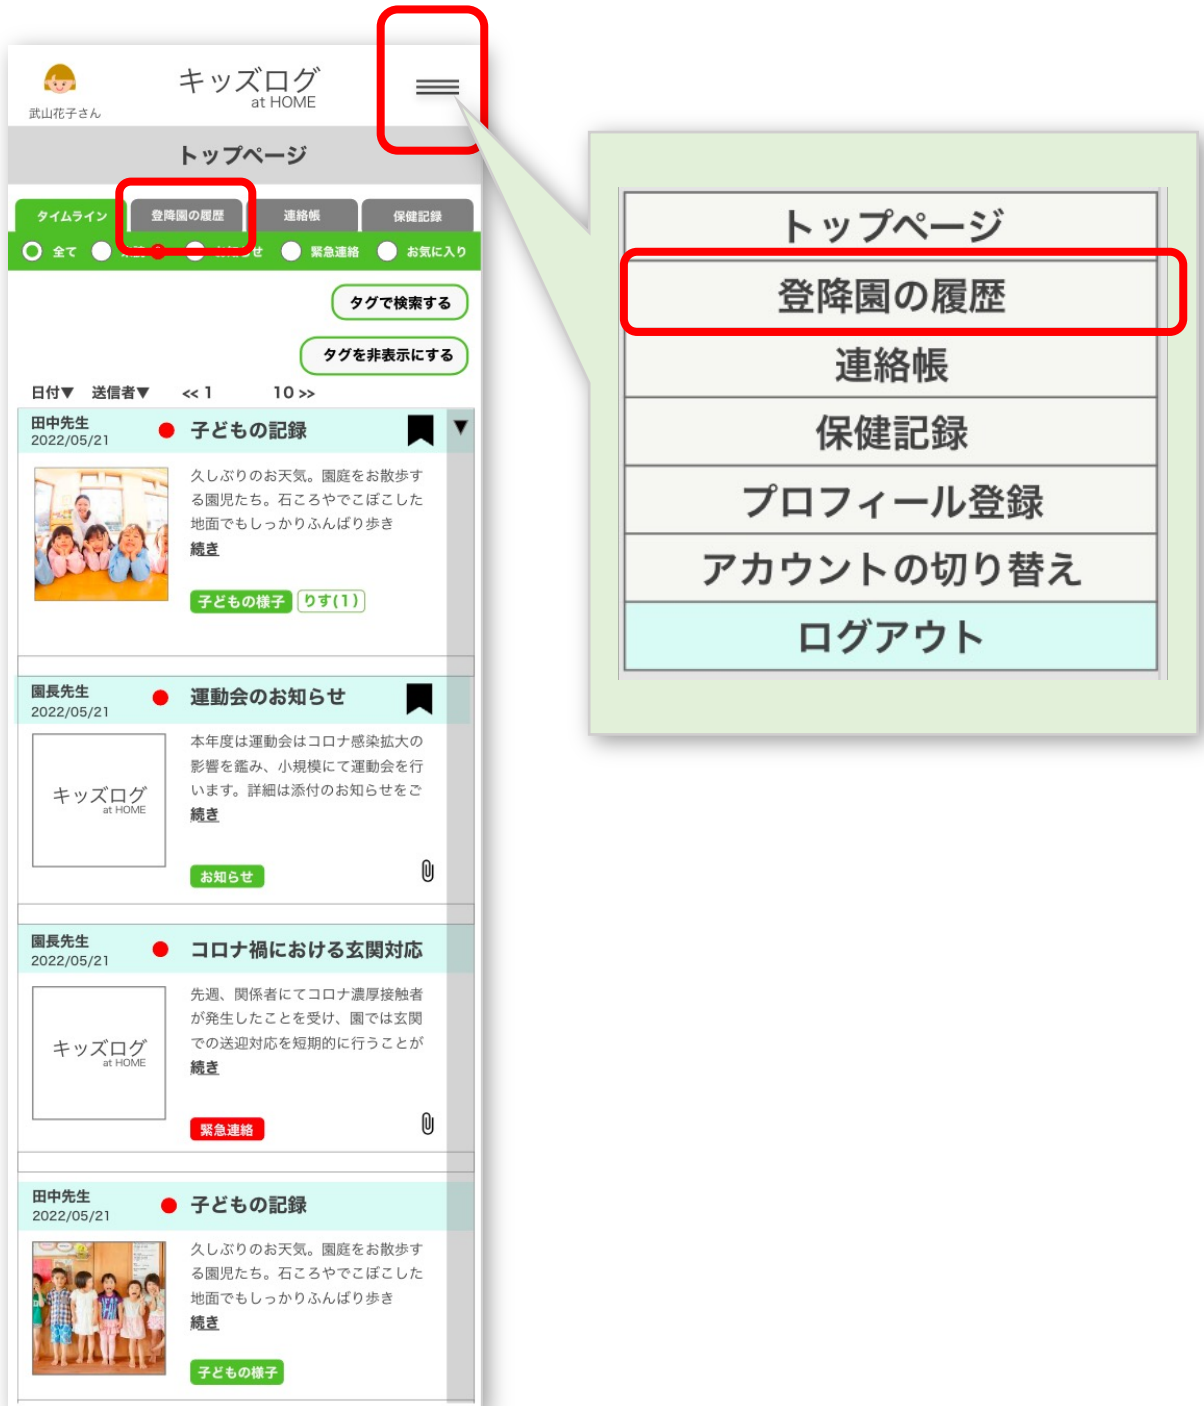 キッズログ
at HOME
武山花子さん
トップページ
タイムライン 登降園の履歴 連絡帳 保健記録
全て せ 緊急連絡 お気に入り
タグで検索する
タグを非表示にする
日付▼ 送信者▼ << 1 10 >>
田中先生
2022/05/21
子どもの記録
▼
久しぶりのお天気。園庭をお散歩す
る園児たち。石ころやでこぼこした
地面でもしっかりふんばり歩き
続き
子どもの様子 りす(1)
園長先生
2022/05/21
運動会のお知らせ
本年度は運動会はコロナ感染拡大の
影響を鑑み、小規模にて運動会を行
います。詳細は添付のお知らせをご
続き
キッズログ
at HOME
お知らせ
園長先生
2022/05/21
コロナ禍における玄関対応
先週、関係者にてコロナ濃厚接触者
が発生したことを受け、園では玄関
での送迎対応を短期的に行うことが
続き
キッズログ
at HOME
緊急連絡
田中先生
2022/05/21
子どもの記録
久しぶりのお天気。園庭をお散歩す
る園児たち。石ころやでこぼこした
地面でもしっかりふんばり歩き
続き
子どもの様子
トップページ
登降園の履歴
連絡帳
保健記録
プロフィール登録
アカウントの切り替え
ログアウト